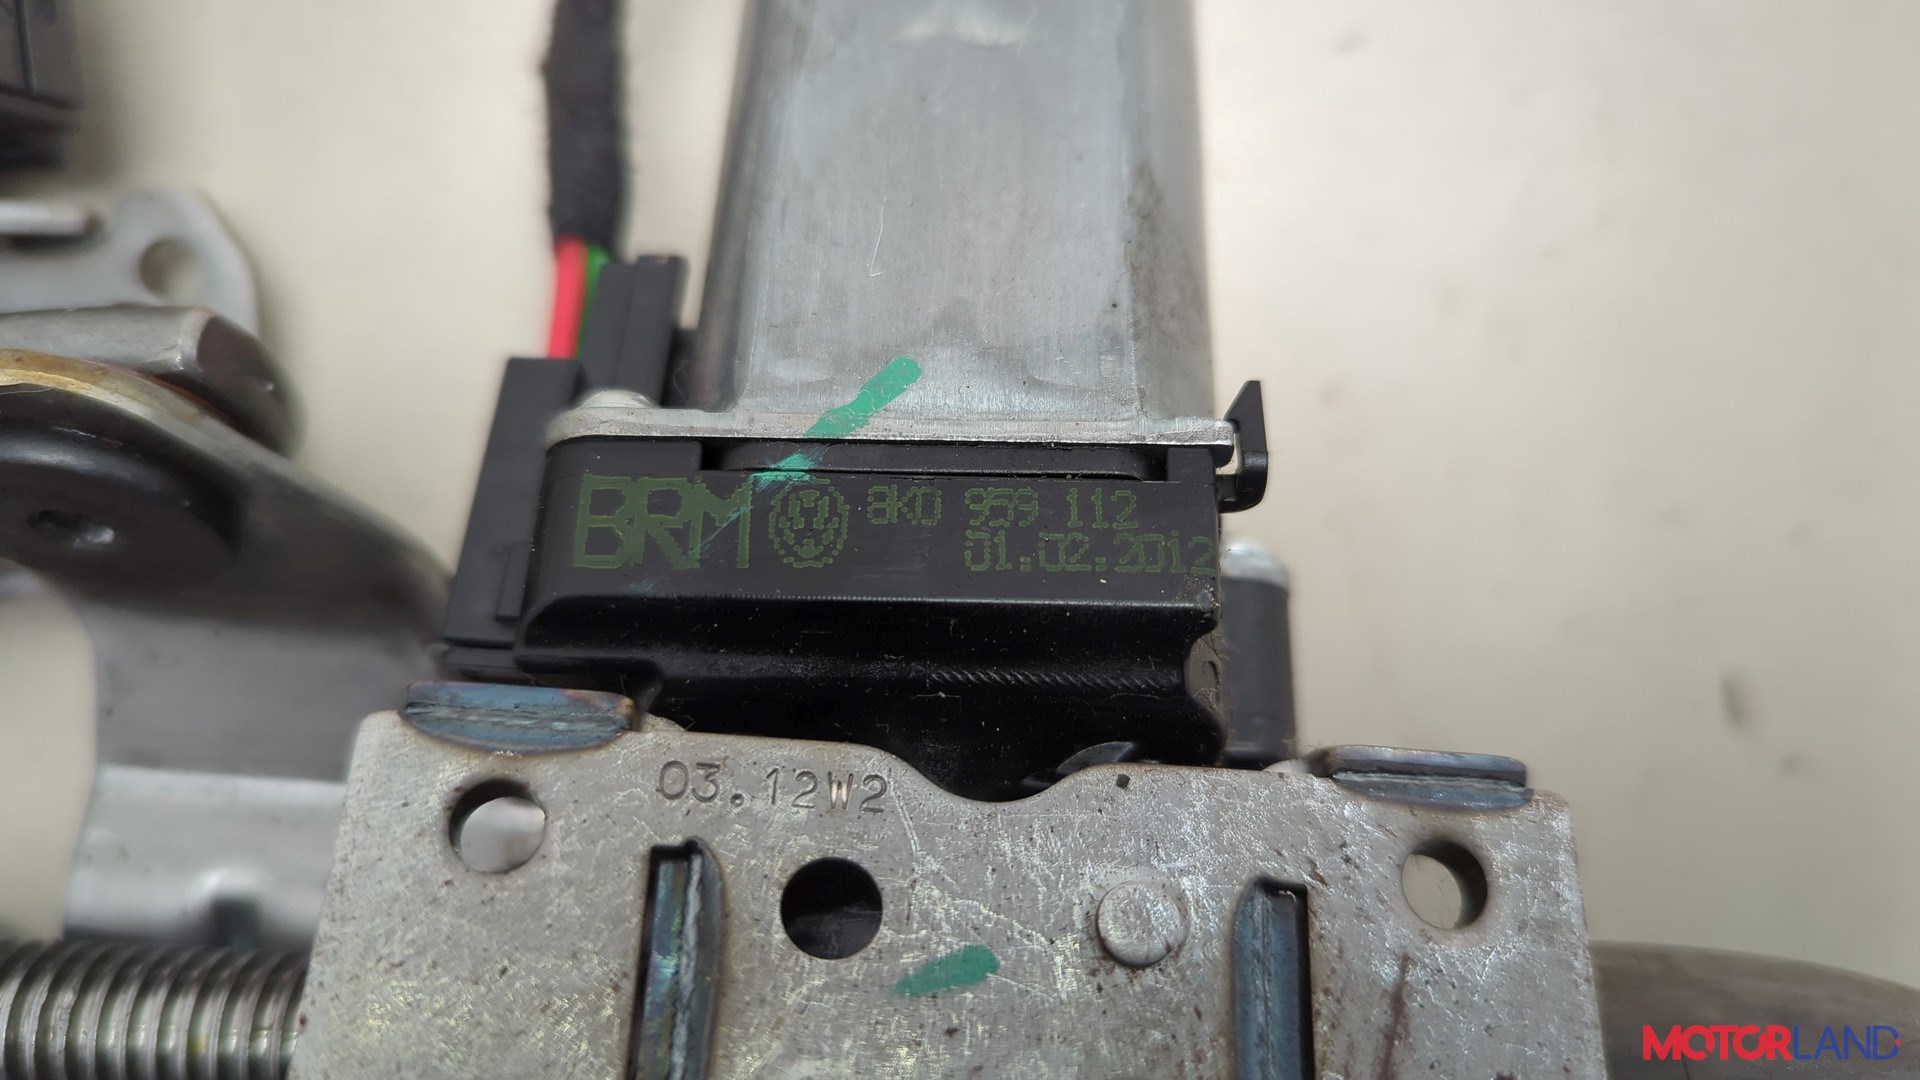 BRM 8K0 959 112
01.02.2012
03.12W2
MOTORLAND